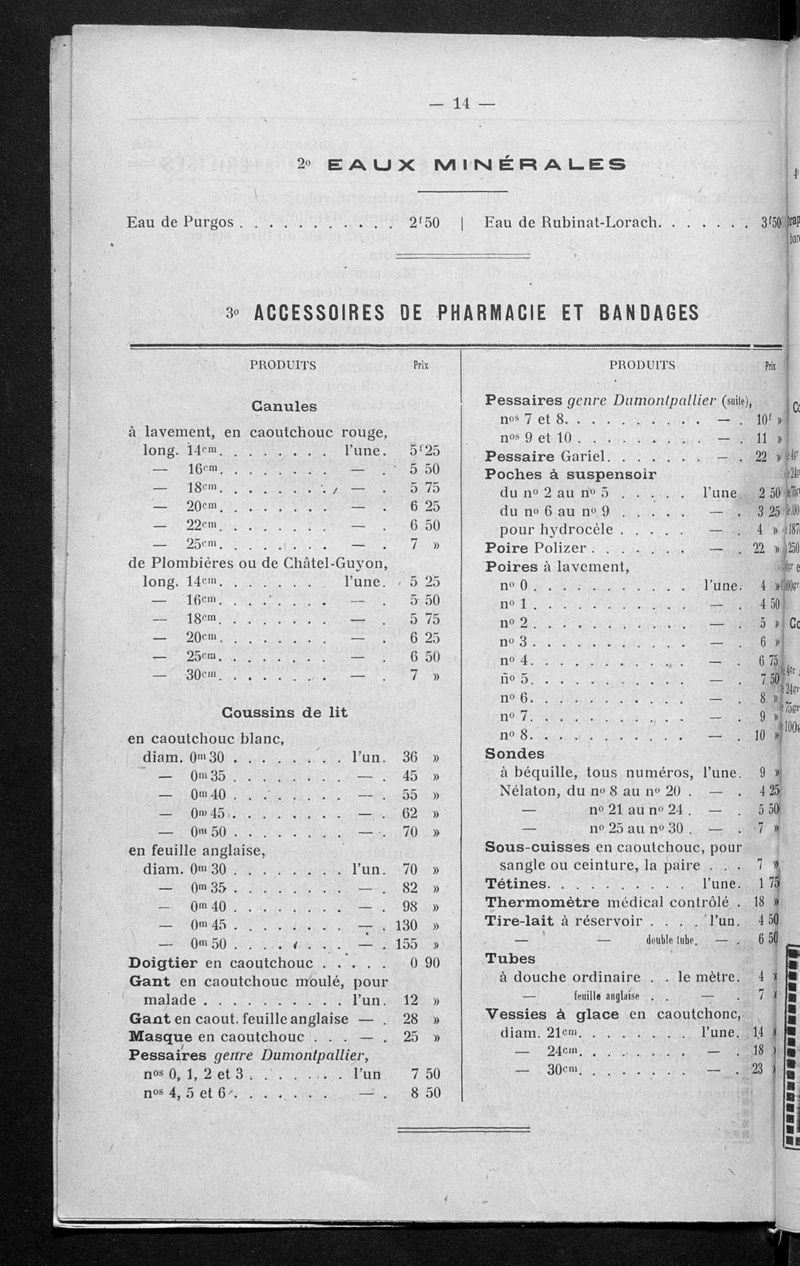 — 14 —
2º EAUX MINÉRALES
Eau de Purgos . . . . . . . . . . . 2f50 | Eau de Rubinat-Lorach. . . . . . . 3f50
3º ACCESSOIRES DE PHARMACIE ET BANDAGES
PRODUITS Prix
Canules
à lavement, en caoutchouc rouge,
long. 14cm. . . . . . . . l'une. 5f25
— 16cm. . . . . . . . — . 5 50
— 18cm. . . . . . . . — . 5 75
— 20cm. . . . . . . . — . 6 25
— 22cm. . . . . . . . — . 6 50
— 25cm. . . . . . . . — . 7 »
de Plombières ou de Châtel-Guyon,
long. 14cm. . . . . . . l'une. 5 25
— 16cm. . . . . . . . — . 5 50
— 18cm. . . . . . . . — . 5 75
— 20cm. . . . . . . . — . 6 25
— 25cm. . . . . . . . — . 6 50
— 30cm. . . . . . . . — . 7 »
Coussins de lit
en caoutchouc blanc,
diam. 0m30 . . . . . . . . l'un. 36 »
— 0m35 . . . . . . . . — . 45 »
— 0m40 . . . . . . . . — . 55 »
— 0m45 . . . . . . . . — . 62 »
— 0m50 . . . . . . . . — . 70 »
en feuille anglaise,
diam. 0m30 . . . . . . . . l'un. 70 »
— 0m35 . . . . . . . . — . 82 »
— 0m40 . . . . . . . . — . 98 »
— 0m45 . . . . . . . . — . 130 »
— 0m50 . . . . . . . . — . 155 »
Doigtier en caoutchouc . . . . . 0 90
Gant en caoutchouc moulé, pour
malade . . . . . . . . . . l'un. 12 »
Gant en caout. feuille anglaise — . 28 »
Masque en caoutchouc . . . — . 25 »
Pessaires genre Dumontpallier,
nos 0, 1, 2 et 3 . . . . . . . l'un 7 50
nos 4, 5 et 6 . . . . . . . — . 8 50
PRODUITS Prix
Pessaires genre Dumontpallier (suite),
nos 7 et 8. . . . . . . . . . — . 10f »
nos 9 et 10 . . . . . . . . . — . 11 »
Pessaire Gariel. . . . . . . — . 22 »
Poches à suspensoir
du no 2 au no 5 . . . . . l'une. 2 50
du no 6 au no 9 . . . . . — . 3 25
pour hydrocèle . . . . . — . 4 »
Poire Polizer . . . . . . . — . 22 »
Poires à lavement,
no 0 . . . . . . . . . . . l'une. 4 »
no 1 . . . . . . . . . . . — . 4 50
no 2 . . . . . . . . . . . — . 5 »
no 3 . . . . . . . . . . . — . 6 »
no 4. . . . . . . . . . . — . 6 75
no 5. . . . . . . . . . . — . 7 50
no 6. . . . . . . . . . . — . 8 »
no 7. . . . . . . . . . . — . 9 »
no 8. . . . . . . . . . . — . 10 »
Sondes
à béquille, tous numéros, l'une. 9 »
Nélaton, du no 8 au no 20 . — . 4 25
— no 21 au no 24 . — . 5 50
— no 25 au no 30 . — . 7 »
Sous-cuisses en caoutchouc, pour
sangle ou ceinture, la paire . . . 7 »
Tétines. . . . . . . . . . l'une. 1 75
Thermomètre médical contrôlé . 18 »
Tire-lait à réservoir . . . . l'un. 4 50
— — double tube. — . 6 50
Tubes
à douche ordinaire . . le mètre. 4 »
— feuille anglaise . . — . 7 »
Vessies à glace en caoutchonc,
diam. 21cm. . . . . . . . l'une. 14 »
— 24cm. . . . . . . . — . 18 »
— 30cm. . . . . . . . — . 23 »